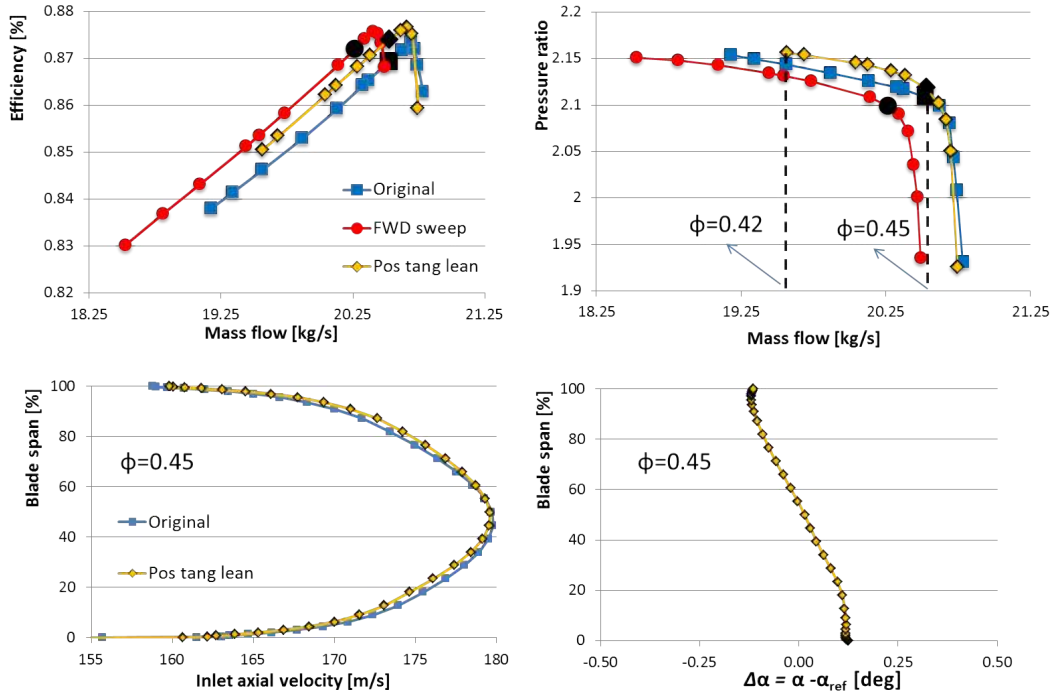 Efficiency [%]
0.88
0.87
0.86
0.85
0.84
0.83
0.82
Original
FWD sweep
Pos tang lean
18.25
19.25
20.25
21.25
Mass flow [kg/s]
Pressure ratio
2.2
2.15
2.1
2.05
2
1.95
1.9
ϕ=0.42
ϕ=0.45
18.25
19.25
20.25
21.25
Mass flow [kg/s]
Blade span [%]
100
80
60
40
20
0
ϕ=0.45
Original
Pos tang lean
155
160
165
170
175
180
Inlet axial velocity [m/s]
Blade span [%]
100
80
60
40
20
0
ϕ=0.45
-0.50
-0.25
0.00
0.25
0.50
Δα = α -αref [deg]